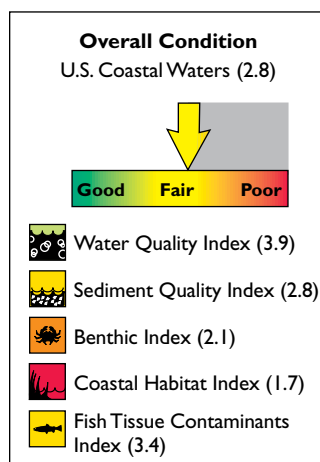 Overall Condition
U.S. Coastal Waters (2.8)
Good Fair Poor
Water Quality Index (3.9)
Sediment Quality Index (2.8)
Benthic Index (2.1)
Coastal Habitat Index (1.7)
Fish Tissue Contaminants
Index (3.4)